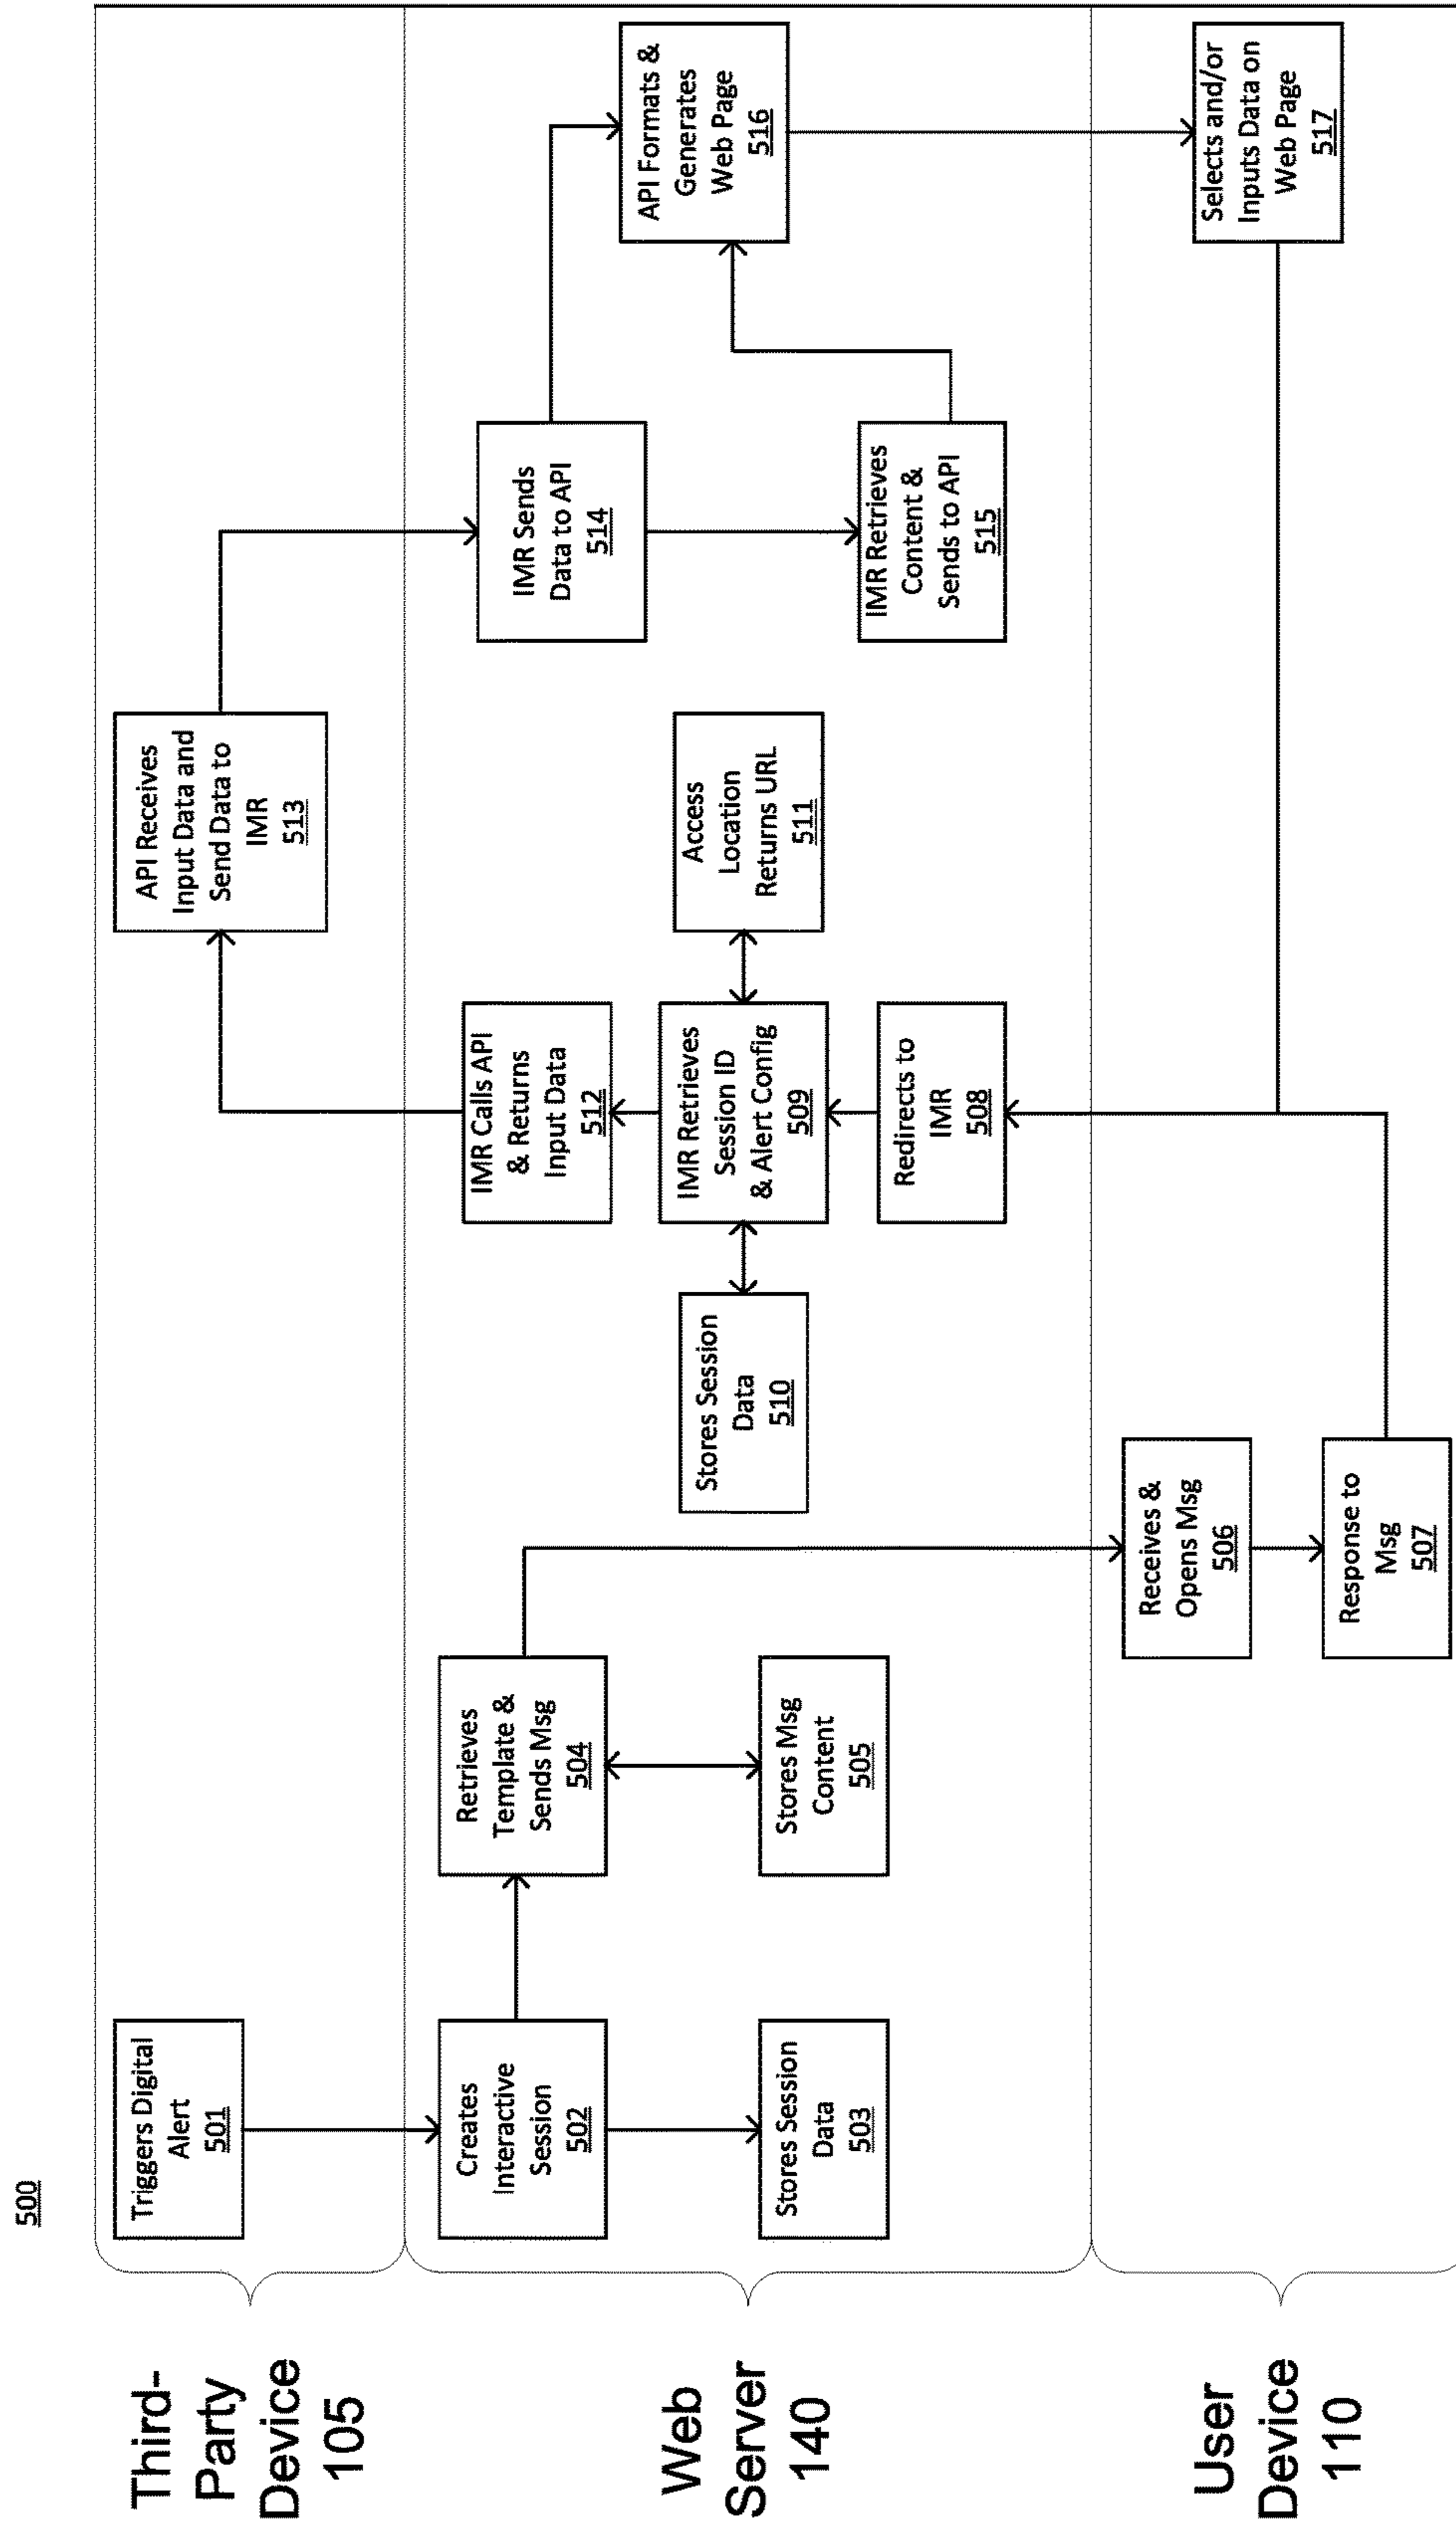 500
Third-
Party
Device
105
Triggers Digital
Alert
501
API Receives
Input Data and
Send Data to
IMR
513
Web
Server
140
Creates
Interactive
Session
502
Stores Session
Data
503
Retrieves
Template &
Sends Msg
504
Stores Msg
Content
505
Stores Session
Data
510
IMR Calls API
& Returns
Input Data
512
IMR Retrieves
Session ID
& Alert Config
509
Redirects to
IMR
508
Access
Location
Returns URL
511
IMR Sends
Data to API
514
IMR Retrieves
Content &
Sends to API
515
API Formats &
Generates
Web Page
516
User
Device
110
Receives &
Opens Msg
506
Response to
Msg
507
Selects and/or
Inputs Data on
Web Page
517